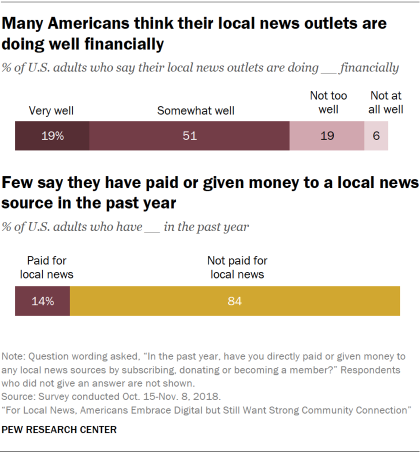 Many Americans think their local news outlets are
doing well financially
% of U.S. adults who say their local news outlets are doing __ financially
Very well
Somewhat well
Not too
well
Not at
all well
19%
51
19
6
Few say they have paid or given money to a local news
source in the past year
% of U.S. adults who have __ in the past year
Paid for
local news
Not paid for
local news
14%
84
Note: Question wording asked, “In the past year, have you directly paid or given money to
any local news sources by subscribing, donating or becoming a member?” Respondents
who did not give an answer are not shown.
Source: Survey conducted Oct. 15-Nov. 8, 2018.
“For Local News, Americans Embrace Digital but Still Want Strong Community Connection”
PEW RESEARCH CENTER